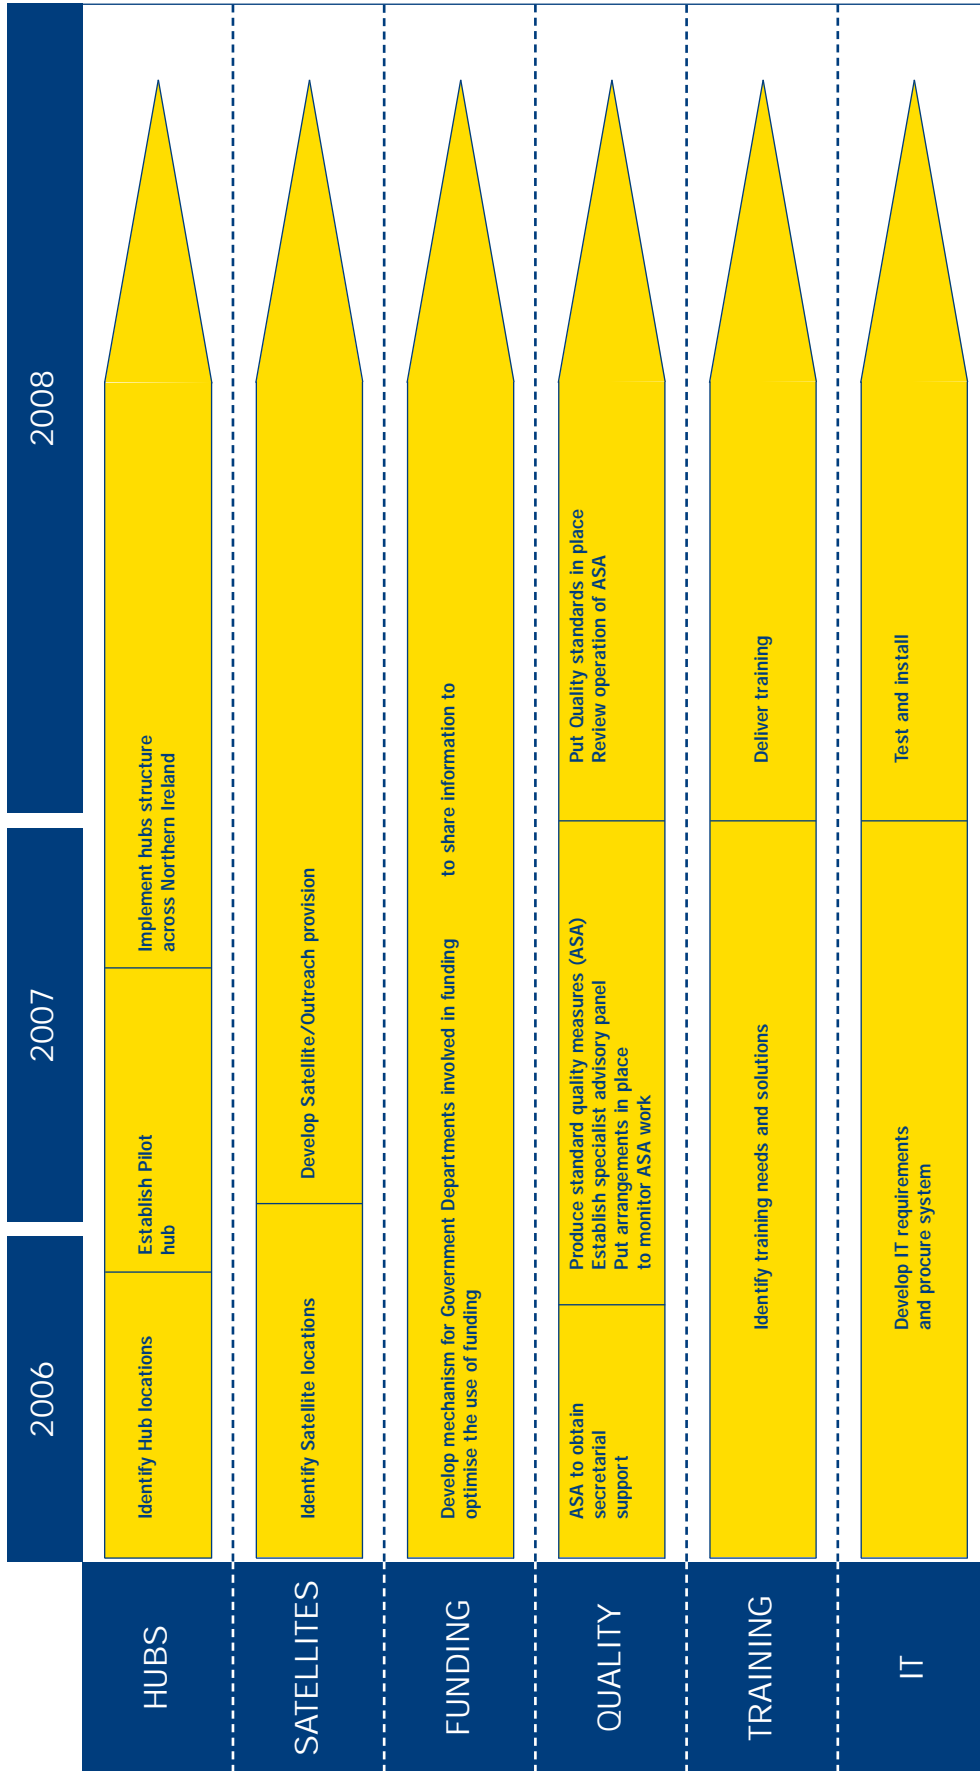 2006
2007
2008
HUBS
Identify Hub locations
Establish Pilot
hub
Implement hubs structure
across Northern Ireland
SATELLITES
Identify Satellite locations
Develop Satellite/Outreach provision
FUNDING
Develop mechanism for Government Departments involved in funding to share information to
optimise the use of funding
QUALITY
ASA to obtain
secretarial
support
Produce standard quality measures (ASA)
Establish specialist advisory panel
Put arrangements in place
to monitor ASA work
Put Quality standards in place
Review operation of ASA
TRAINING
Identify training needs and solutions
Deliver training
IT
Develop IT requirements
and procure system
Test and install